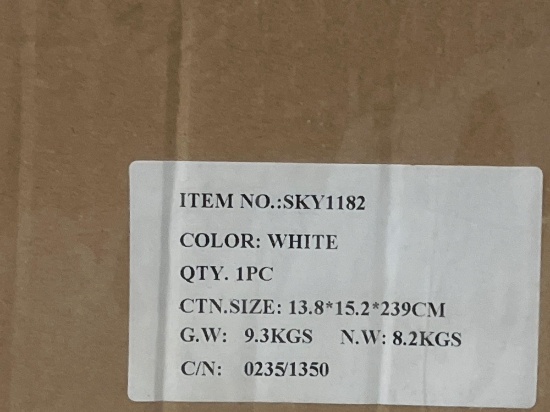 ITEM NO.:SKY1182
COLOR: WHITE
QTY. 1PC
CTN.SIZE: 13.8*15.2*239CM
G.W: 9.3KGS N.W: 8.2KGS
C/N: 0235/1350